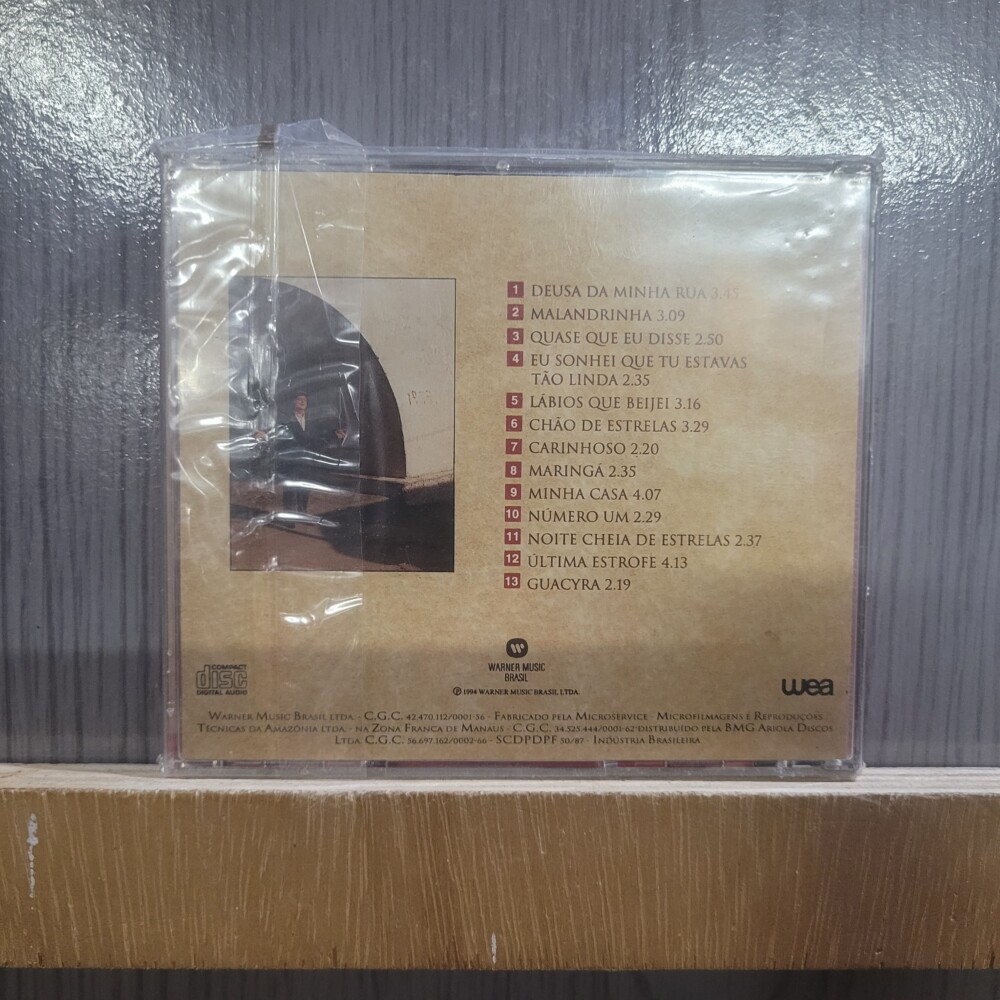 1 DEUSA DA MINHA RUA 3.45
2 MALANDRINHA 3.09
3 QUASE QUE EU DISSE 2.50
4 EU SONHEI QUE TU ESTAVAS
TÃO LINDA 2.35
5 LÁBIOS QUE BEIJEI 3.16
6 CHÃO DE ESTRELAS 3.29
7 CARINHOSO 2.20
8 MARINGÁ 2.35
9 MINHA CASA 4.07
10 NÚMERO UM 2.29
11 NOITE CHEIA DE ESTRELAS 2.37
12 ÚLTIMA ESTROFE 4.13
13 GUACYRA 2.19
COMPACT
disc
DIGITAL AUDIO
WARNER MUSIC
BRASIL
℗ 1994 WARNER MUSIC BRASIL LTDA.
wea
WARNER MUSIC BRASIL LTDA. - C.G.C. 42.470.112/0001-56 - FABRICADO PELA MICROSERVICE - MICROFILMAGENS E REPRODUÇÕES
TÉCNICAS DA AMAZÔNIA LTDA. - NA ZONA FRANCA DE MANAUS - C.G.C. 34.525.444/0001-62 DISTRIBUÍDO PELA BMG ARIOLA DISCOS
LTDA. C.G.C. 56.697.162/0002-66 - SCDPDPF 50/87 - INDÚSTRIA BRASILEIRA